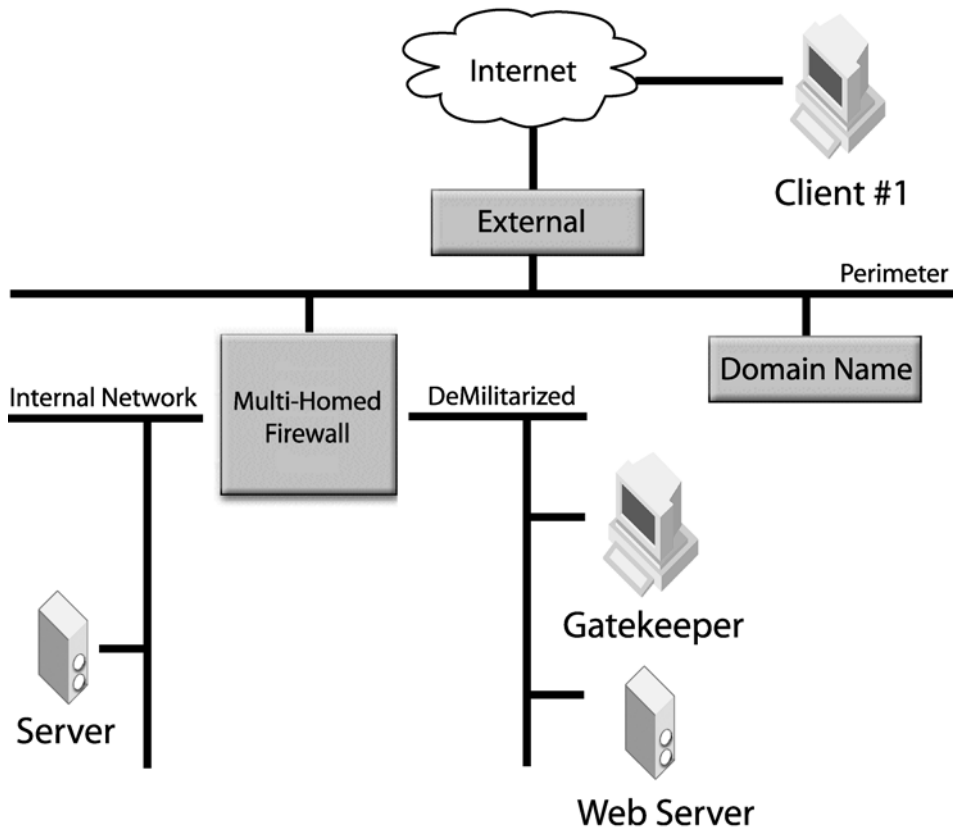 Internet
Client #1
External
Perimeter
Domain Name
Internal Network
Multi-Homed
Firewall
DeMilitarized
Gatekeeper
Server
Web Server